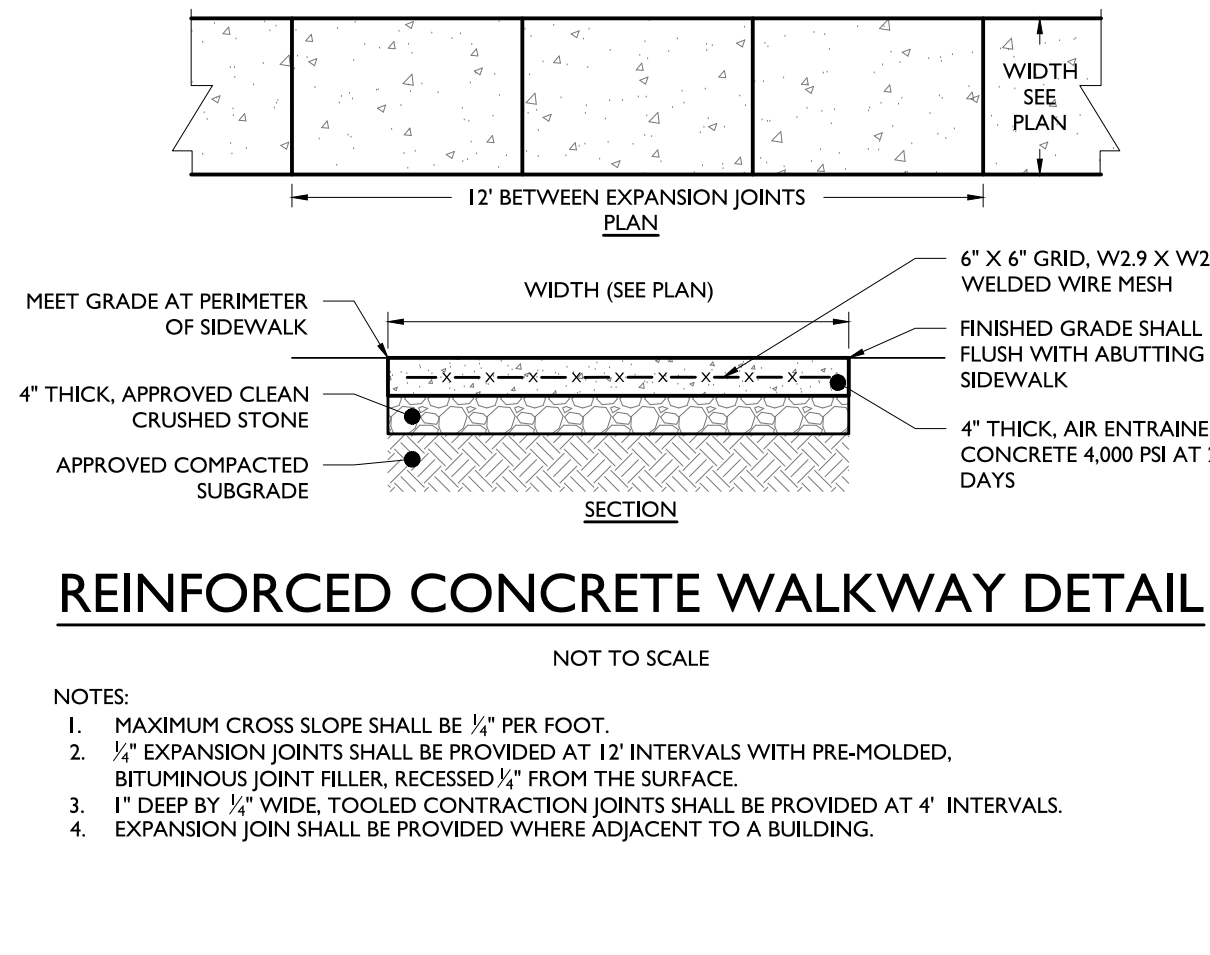 WIDTH
SEE
PLAN
12' BETWEEN EXPANSION JOINTS
PLAN
WIDTH (SEE PLAN)
MEET GRADE AT PERIMETER
OF SIDEWALK
4" THICK, APPROVED CLEAN
CRUSHED STONE
APPROVED COMPACTED
SUBGRADE
6" X 6" GRID, W2.9 X W2
WELDED WIRE MESH
FINISHED GRADE SHALL
FLUSH WITH ABUTTING
SIDEWALK
4" THICK, AIR ENTRAINE
CONCRETE 4,000 PSI AT
DAYS
SECTION
REINFORCED CONCRETE WALKWAY DETAIL
NOT TO SCALE
NOTES:
1. MAXIMUM CROSS SLOPE SHALL BE 1/4" PER FOOT.
2. 1/4" EXPANSION JOINTS SHALL BE PROVIDED AT 12' INTERVALS WITH PRE-MOLDED,
BITUMINOUS JOINT FILLER, RECESSED 1/4" FROM THE SURFACE.
3. 1" DEEP BY 1/4" WIDE, TOOLED CONTRACTION JOINTS SHALL BE PROVIDED AT 4' INTERVALS.
4. EXPANSION JOIN SHALL BE PROVIDED WHERE ADJACENT TO A BUILDING.